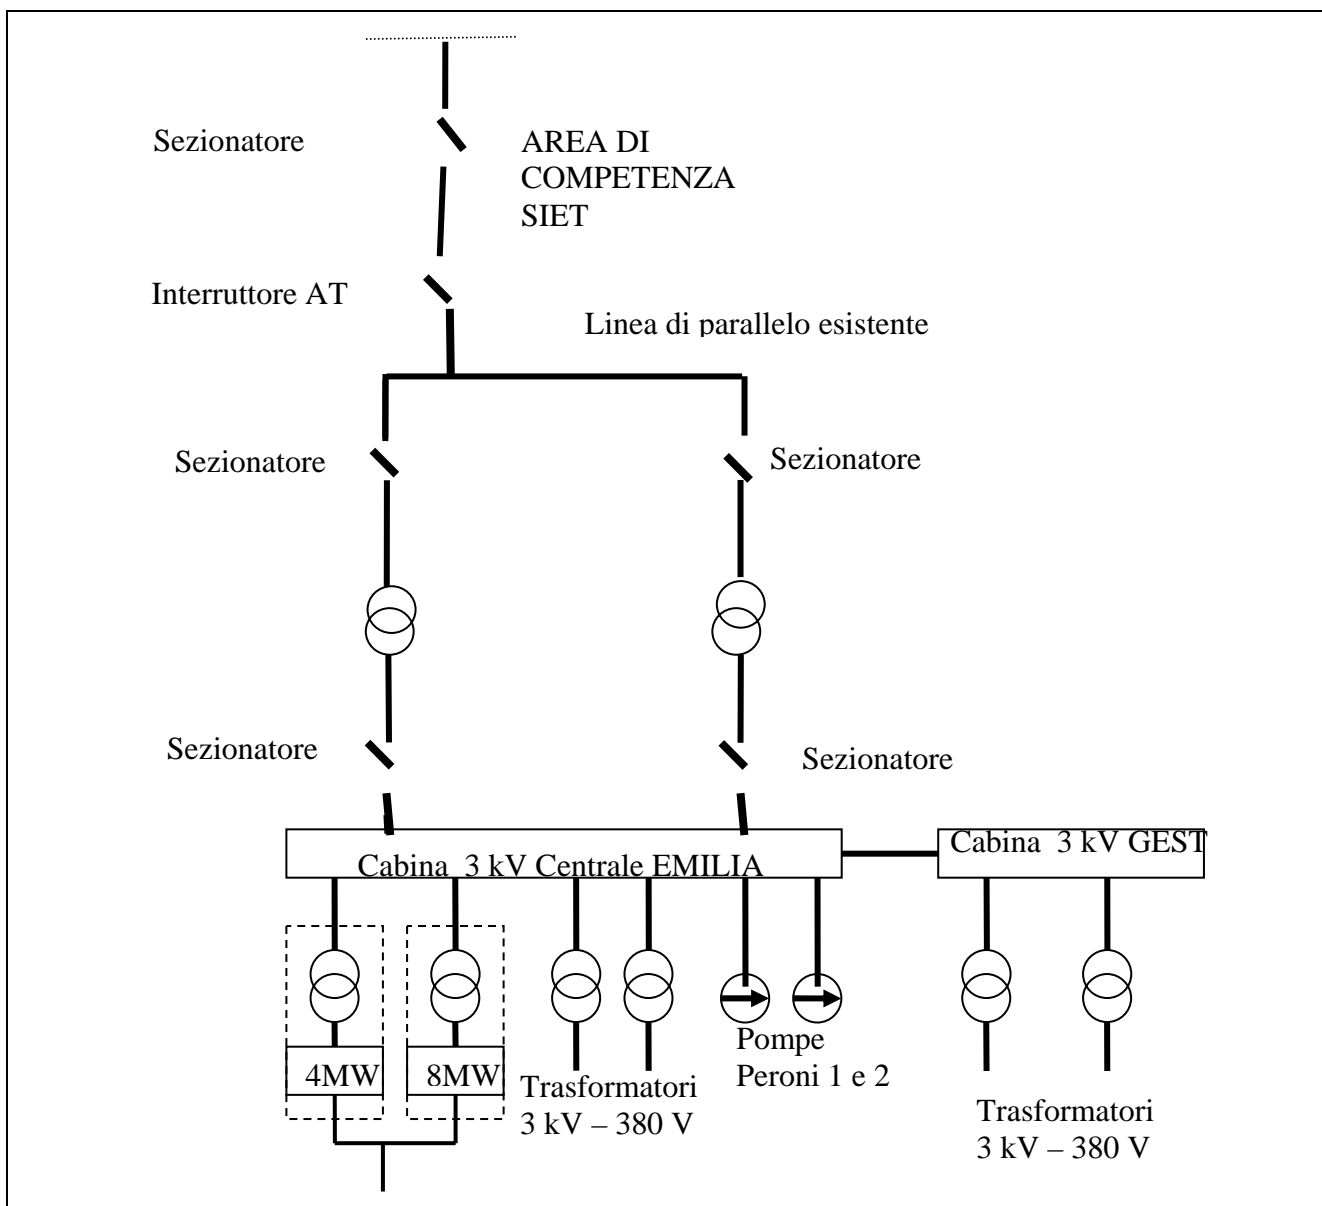 Sezionatore
AREA DI
COMPETENZA
SIET
Interruttore AT
Linea di parallelo esistente
Sezionatore
Sezionatore
Sezionatore
Sezionatore
Cabina 3 kV Centrale EMILIA
Cabina 3 kV GEST
4MW
8MW
Trasformatori
3 kV – 380 V
Pompe
Peroni 1 e 2
Trasformatori
3 kV – 380 V